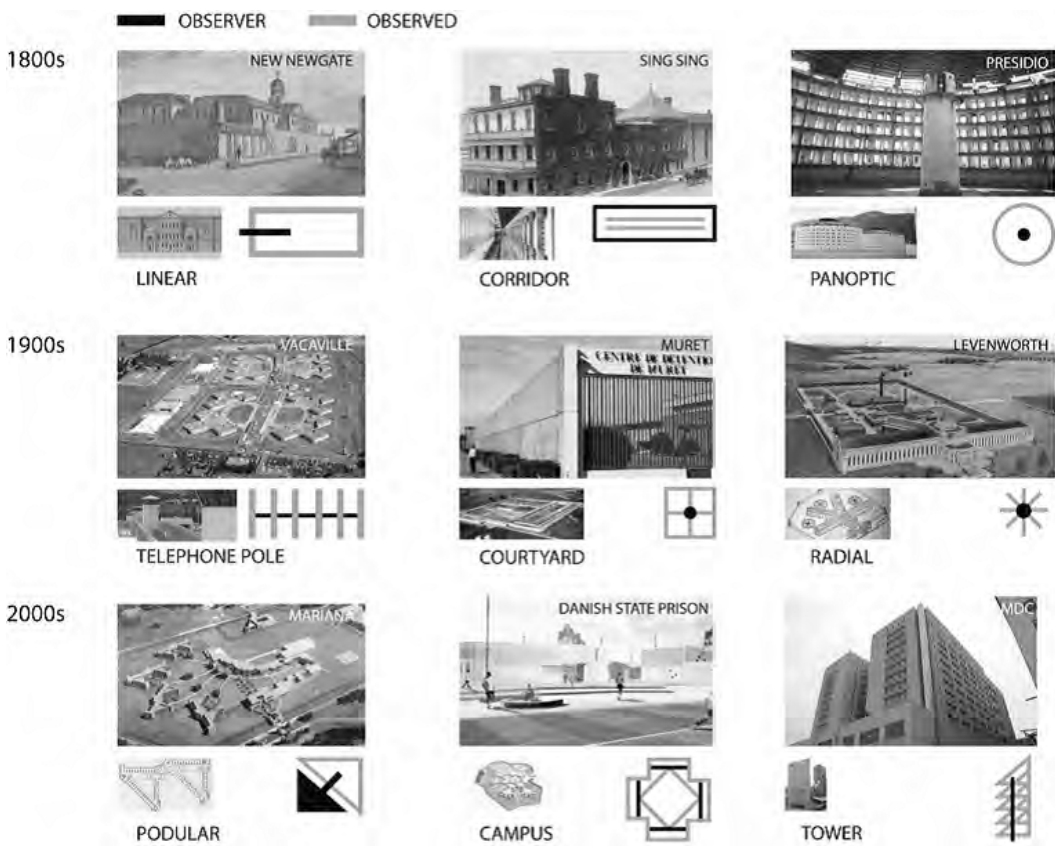 OBSERVER OBSERVED
1800s
NEW NEWGATE
SING SING
PRESIDIO
LINEAR
CORRIDOR
PANOPTIC
1900s
VACAVILLE
MURET
CENTRE DE DETENTIO
DE MURET
LEVENWORTH
TELEPHONE POLE
COURTYARD
RADIAL
2000s
MARIANA
DANISH STATE PRISON
MDC
PODULAR
CAMPUS
TOWER